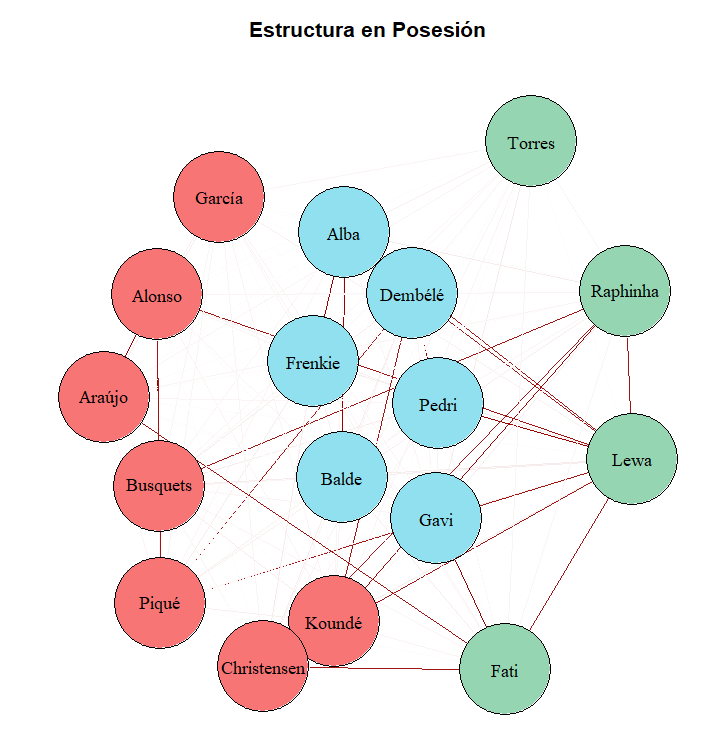 Estructura en Posesión
Torres
García
Alba
Dembélé
Raphinha
Alonso
Frenkie
Araújo
Pedri
Lewa
Busquets
Balde
Gavi
Piqué
Koundé
Christensen
Fati